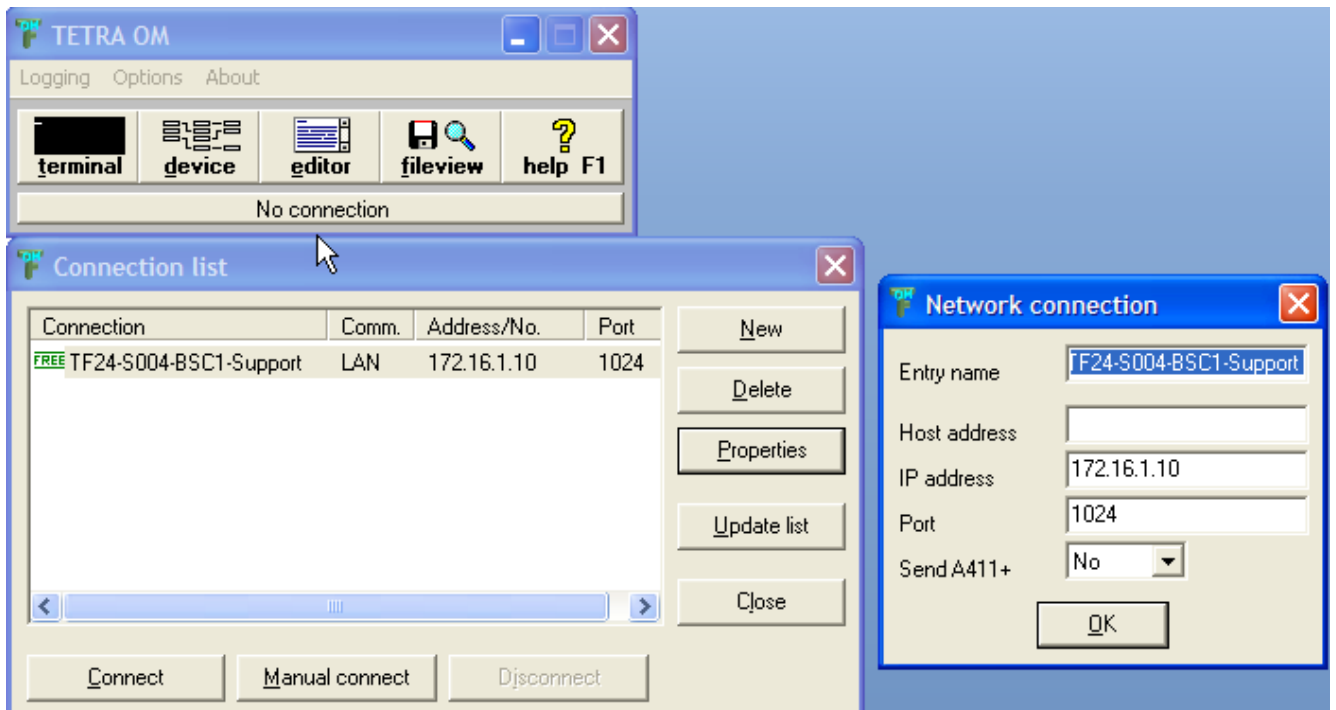 TETRA OM
Logging Options About
terminal device editor fileview help F1
No connection
Connection list
Connection Comm. Address/No. Port
FREE TF24-S004-BSC1-Support LAN 172.16.1.10 1024
New
Delete
Properties
Update list
Close
Connect Manual connect Disconnect
Network connection
Entry name TF24-S004-BSC1-Support
Host address
IP address 172.16.1.10
Port 1024
Send A411+ No
OK